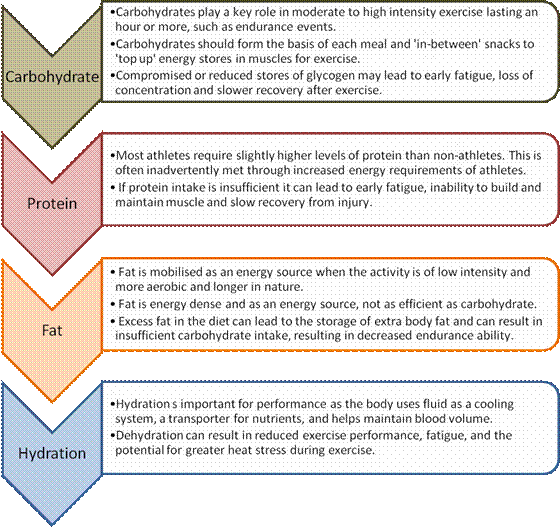 Carbohydrate
•Carbohydrates play a key role in moderate to high intensity exercise lasting an
hour or more, such as endurance events.
•Carbohydrates should form the basis of each meal and 'in-between' snacks to
'top up' energy stores in muscles for exercise.
•Compromised or reduced stores of glycogen may lead to early fatigue, loss of
concentration and slower recovery after exercise.
Protein
•Most athletes require slightly higher levels of protein than non-athletes. This is
often inadvertently met through increased energy requirements of athletes.
•If protein intake is insufficient it can lead to early fatigue, inability to build and
maintain muscle and slow recovery from injury.
Fat
•Fat is mobilised as an energy source when the activity is of low intensity and
more aerobic and longer in nature.
•Fat is energy dense and as an energy source, not as efficient as carbohydrate.
•Excess fat in the diet can lead to the storage of extra body fat and can result in
insufficient carbohydrate intake, resulting in decreased endurance ability.
Hydration
•Hydration s important for performance as the body uses fluid as a cooling
system, a transporter for nutrients, and helps maintain blood volume.
•Dehydration can result in reduced exercise performance, fatigue, and the
potential for greater heat stress during exercise.